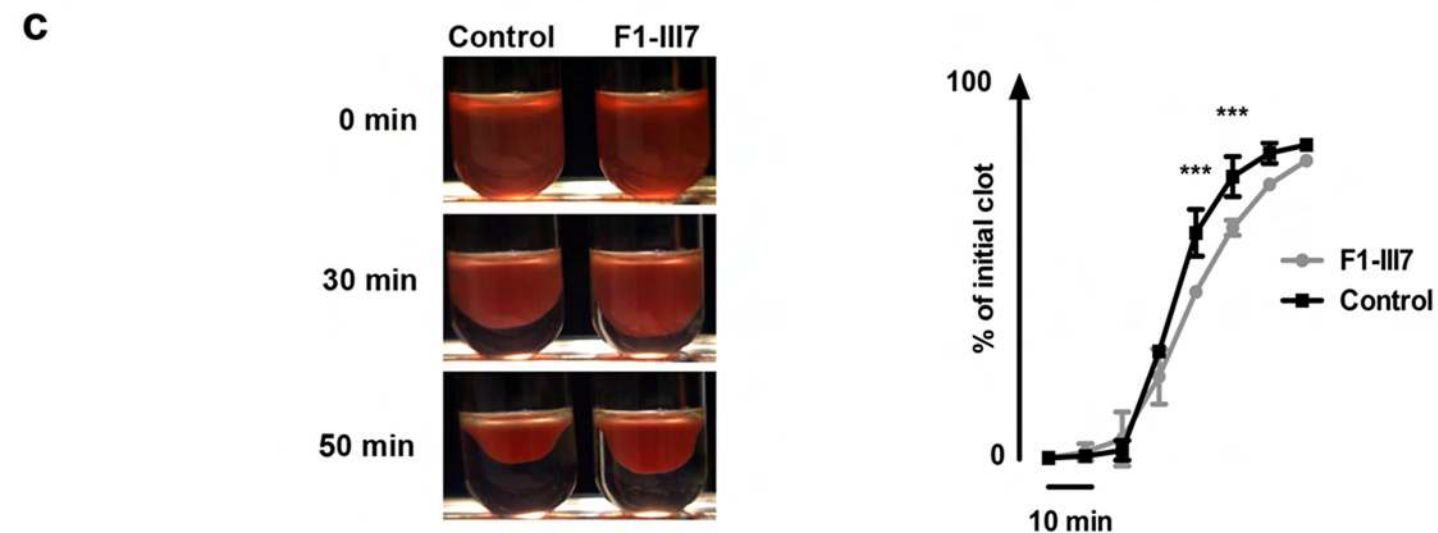 c
Control F1-III7
0 min
30 min
50 min
100
% of initial clot
0
***
***
10 min
F1-III7
Control